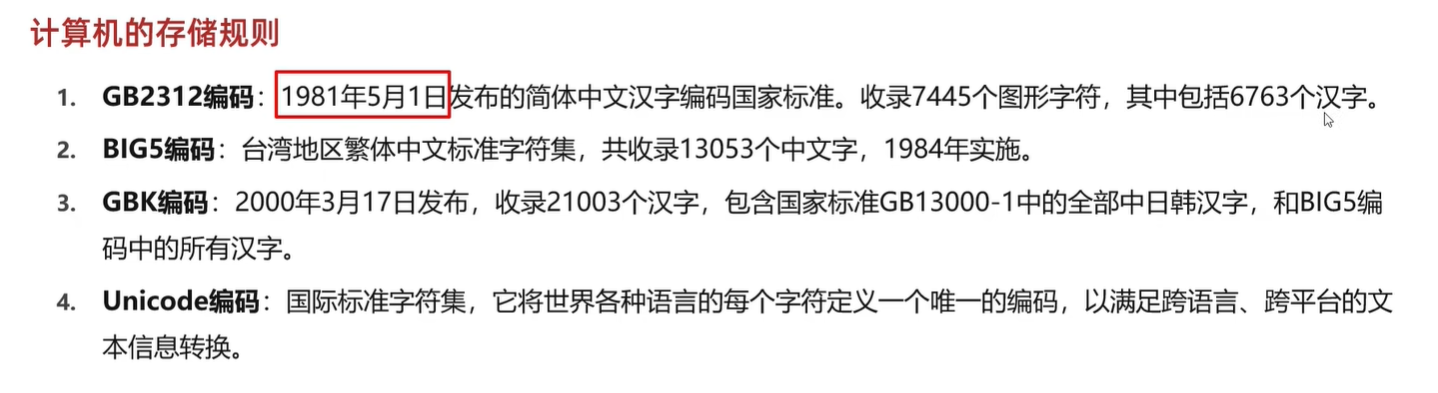 计算机的存储规则
1. GB2312编码：1981年5月1日发布的简体中文汉字编码国家标准。收录7445个图形字符，其中包括6763个汉字。
2. BIG5编码：台湾地区繁体中文标准字符集，共收录13053个中文字，1984年实施。
3. GBK编码：2000年3月17日发布，收录21003个汉字，包含国家标准GB13000-1中的全部中日韩汉字，和BIG5编
码中的所有汉字。
4. Unicode编码：国际标准字符集，它将世界各种语言的每个字符定义一个唯一的编码，以满足跨语言、跨平台的文
本信息转换。